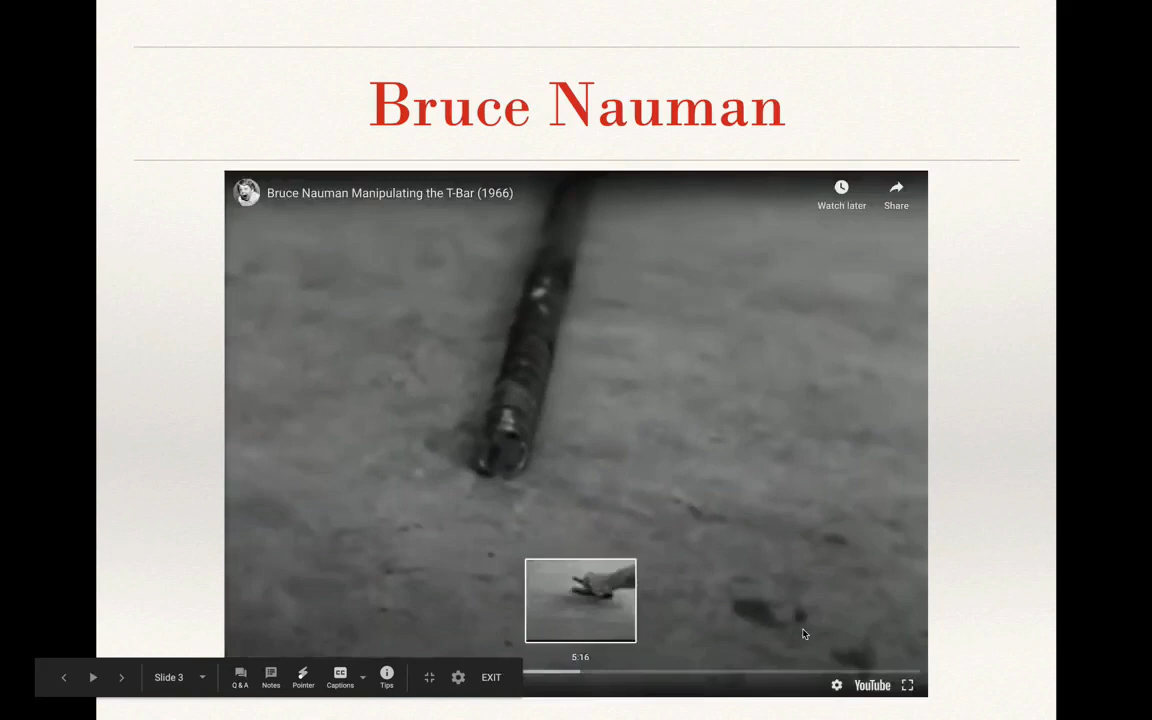 Bruce Nauman
Bruce Nauman Manipulating the T-Bar (1966)
Watch later
Share
5:16
Slide 3
Q & A
Notes
Pointer
CC
Captions
Tips
EXIT
YouTube